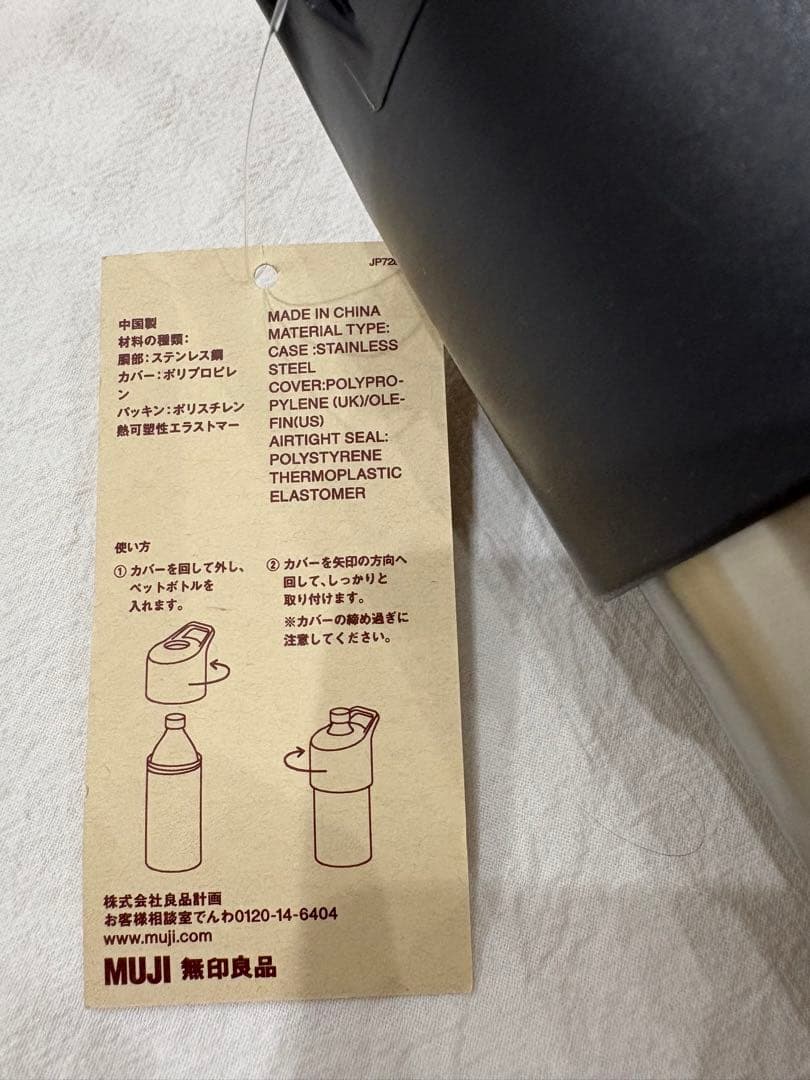 中国製
材料の種類:
胴部:ステンレス鋼
カバー:ポリプロピレ
ン
パッキン:ポリスチレン
熱可塑性エラストマー
MADE IN CHINA
MATERIAL TYPE:
CASE :STAINLESS
STEEL
COVER:POLYPRO-
PYLENE (UK)/OLE-
FIN(US)
AIRTIGHT SEAL:
POLYSTYRENE
THERMOPLASTIC
ELASTOMER
使い方
① カバーを回して外し、
ペットボトルを
入れます。
② カバーを矢印の方向へ
回して、しっかりと
取り付けます。
※カバーの締め過ぎに
注意してください。
株式会社良品計画
お客様相談室でんわ0120-14-6404
www.muji.com
MUJI 無印良品